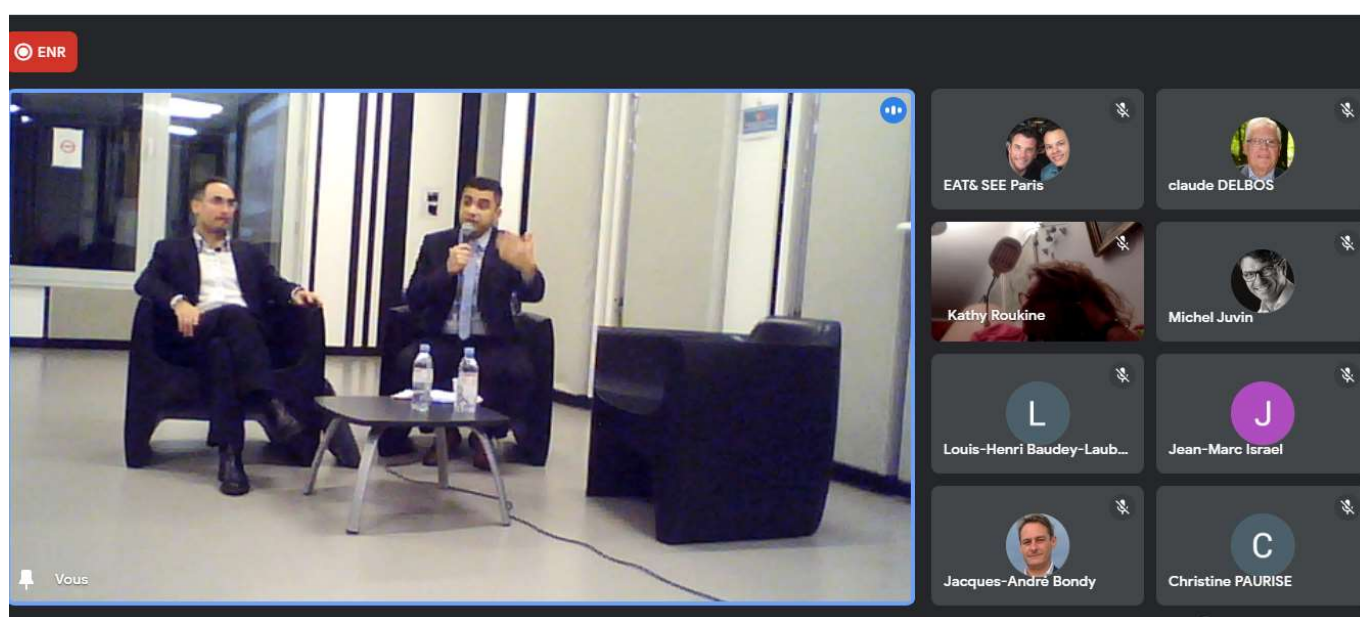 ENR
EAT& SEE Paris
claude DELBOS
Kathy Roukine
Michel Juvin
Louis-Henri Baudey-Laub...
Jean-Marc Israel
L
J
Jacques-André Bondy
Christine PAURISE
C
Vous